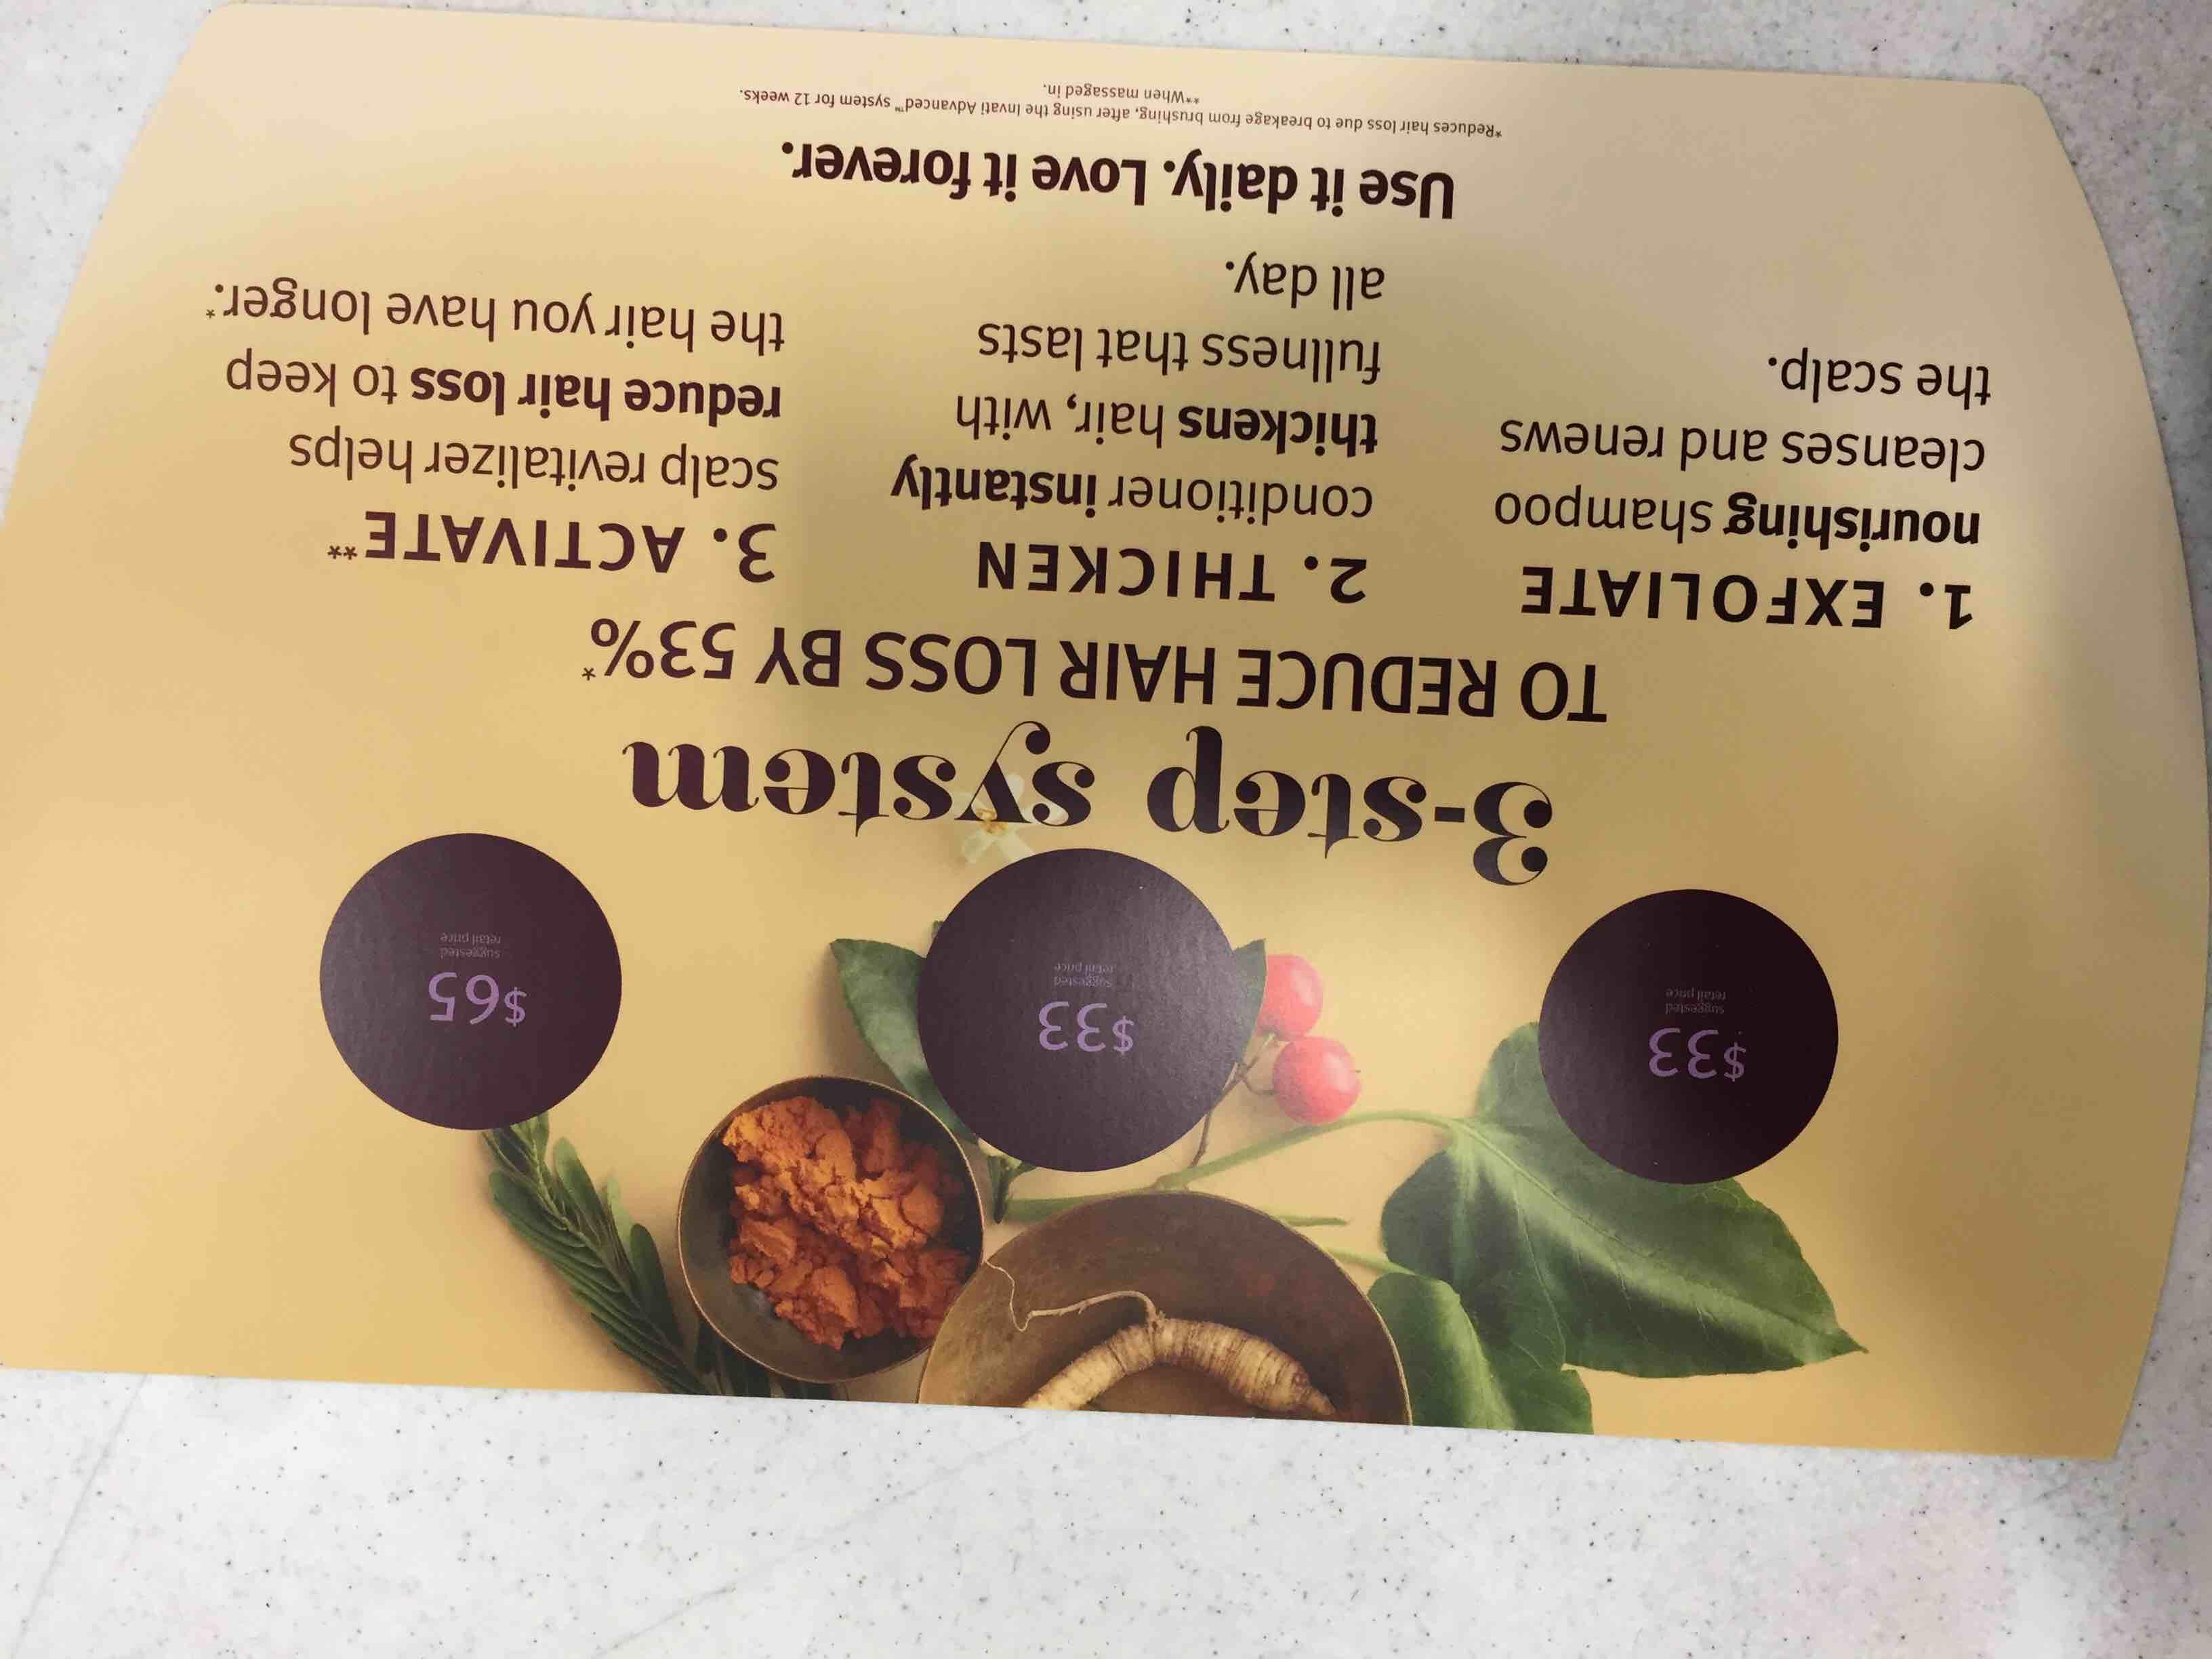 $33
suggested
retail price
$33
suggested
retail price
$65
suggested
retail price
3-step system
TO REDUCE HAIR LOSS BY 53%*
1. EXFOLIATE
nourishing shampoo
cleanses and renews
the scalp.
2. THICKEN
conditioner instantly
thickens hair, with
fullness that lasts
all day.
3. ACTIVATE**
scalp revitalizer helps
reduce hair loss to keep
the hair you have longer.*
Use it daily. Love it forever.
*Reduces hair loss due to breakage from brushing, after using the Invati Advanced™ system for 12 weeks.
**When massaged in.